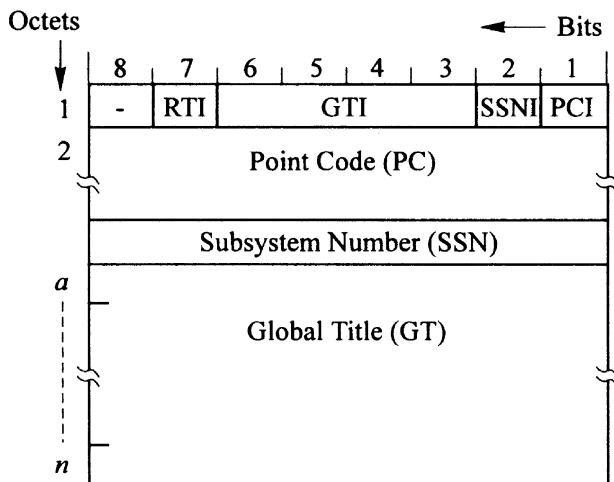 Octets
Bits
8 7 6 5 4 3 2 1
1 - RTI GTI SSNI PCI
2
Point Code (PC)
Subsystem Number (SSN)
a
Global Title (GT)
n